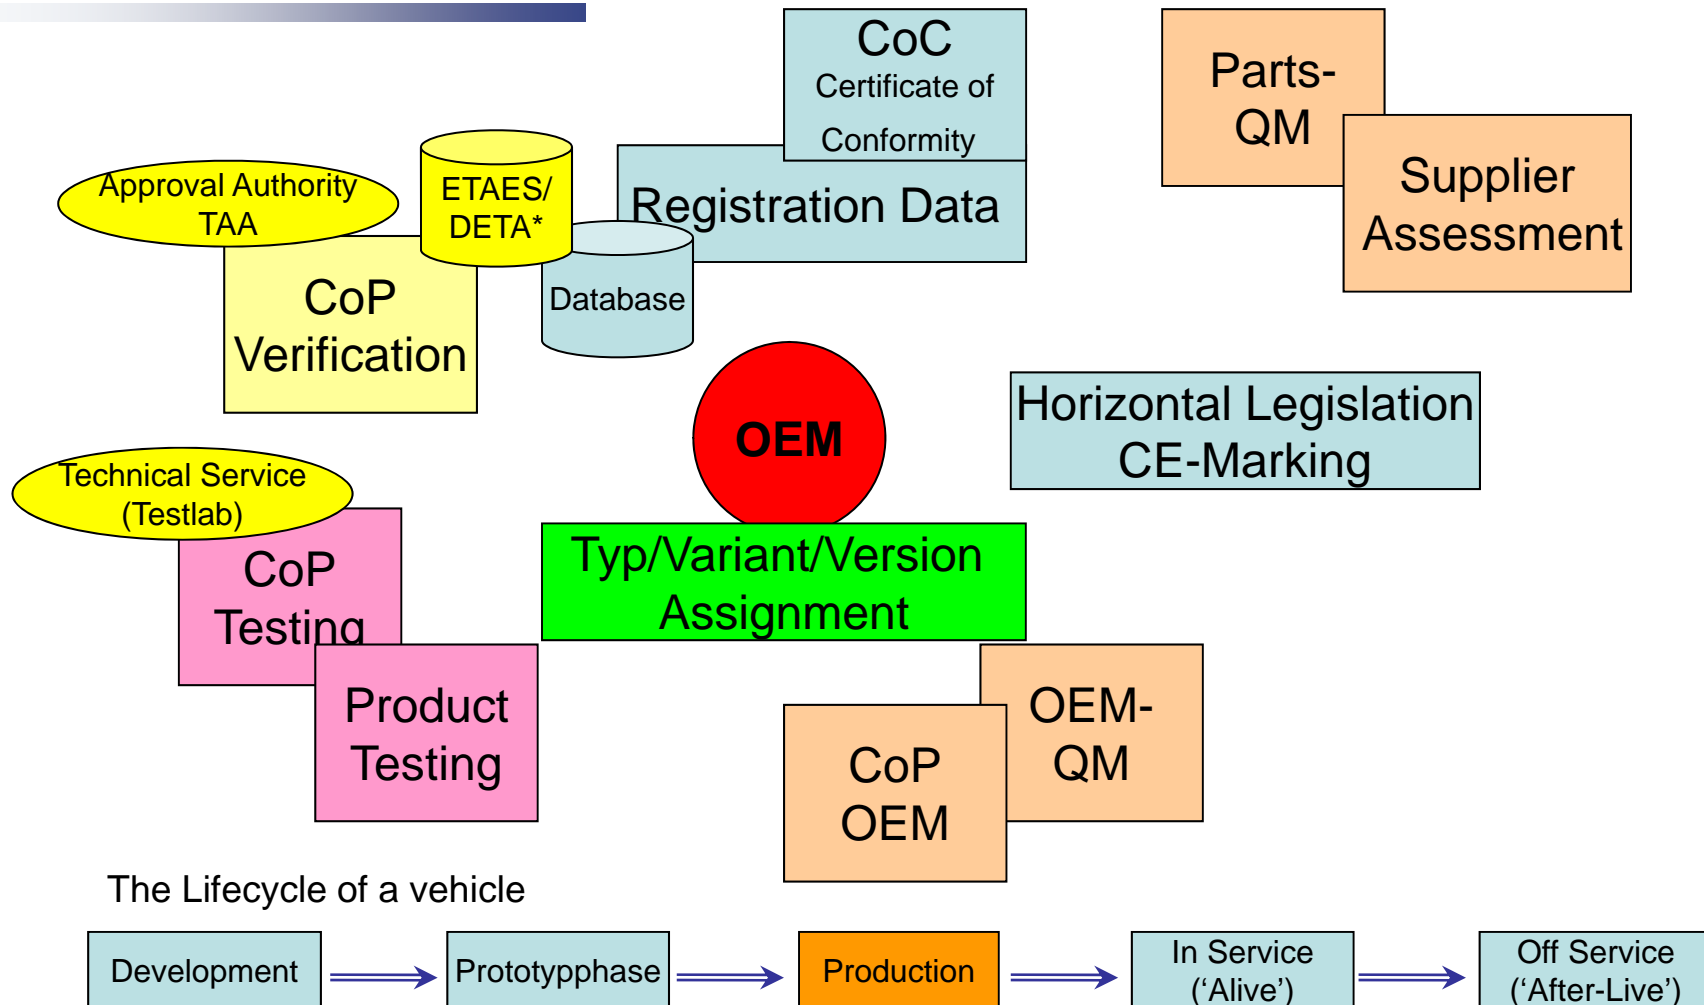 CoC
Certificate of
Conformity
Parts-
QM
Approval Authority
TAA
ETAES/
DETA*
Registration Data
Supplier
Assessment
CoP
Verification
Database
OEM
Horizontal Legislation
CE-Marking
Technical Service
(Testlab)
CoP
Testing
Typ/Variant/Version
Assignment
Product
Testing
OEM-
QM
CoP
OEM
The Lifecycle of a vehicle
Development
Prototypphase
Production
In Service
(‘Alive’)
Off Service
(‘After-Live’)